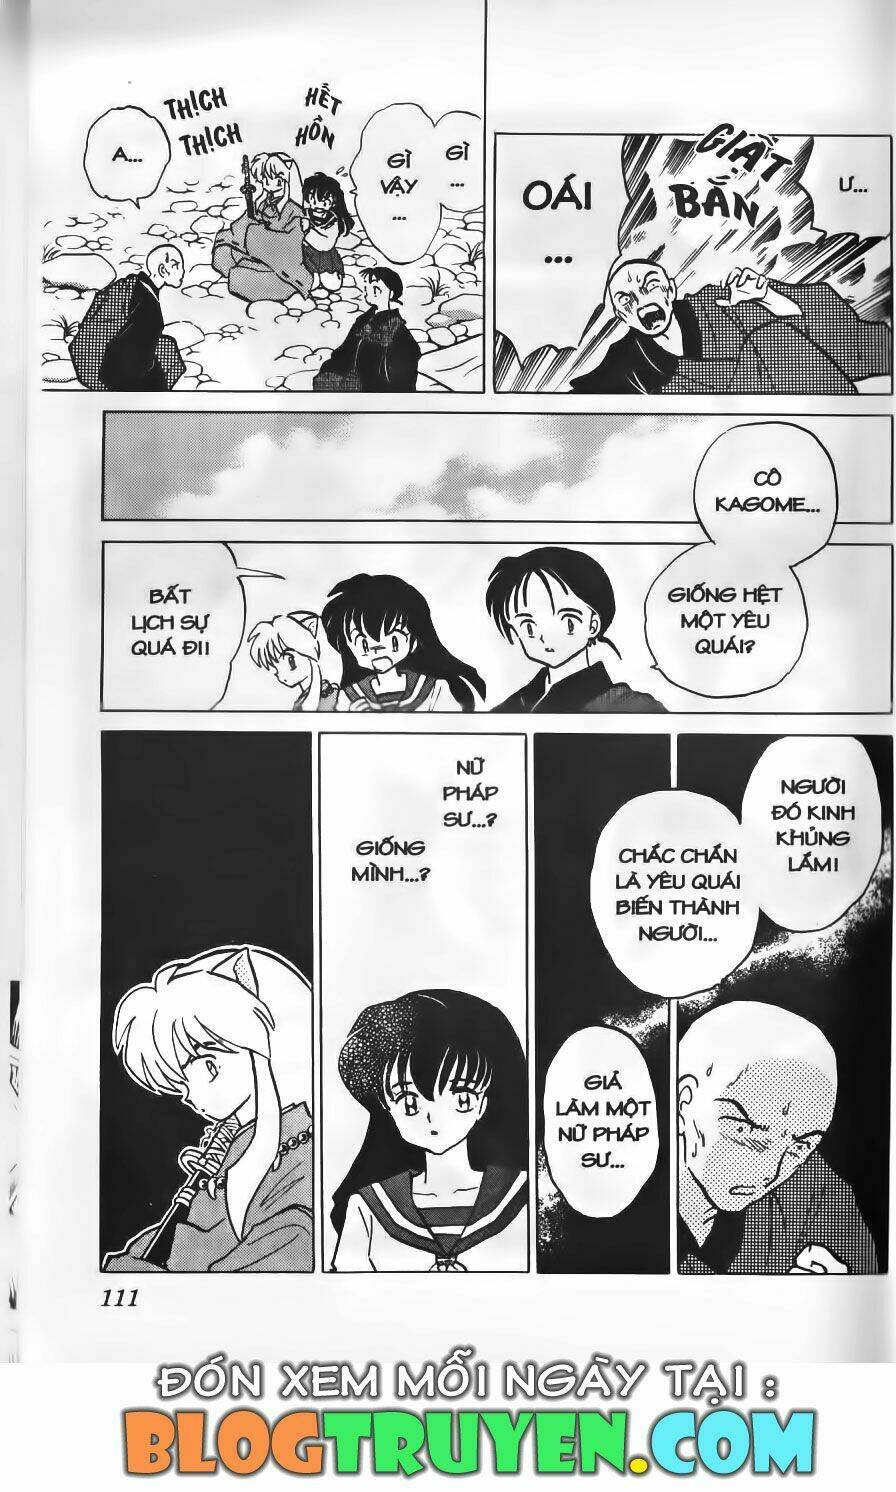 Ư...
GIẬT
BẮN
OÁI
...
GÌ
...
GÌ
VẬY
...
HẾT
HỒN
THỊCH
THỊCH
A...
CÔ
KAGOME...
GIỐNG HỆT
MỘT YÊU
QUÁI?
BẤT
LỊCH SỰ
QUÁ ĐI!
NGƯỜI
ĐÓ KINH
KHỦNG
LẮM!
CHẮC CHẮN
LÀ YÊU QUÁI
BIẾN THÀNH
NGƯỜI...
GIẢ
LÀM MỘT
NỮ PHÁP
SƯ...
NỮ
PHÁP
SƯ...?
GIỐNG
MÌNH...?
111
ĐÓN XEM MỖI NGÀY TẠI :
BLOGTRUYEN.COM